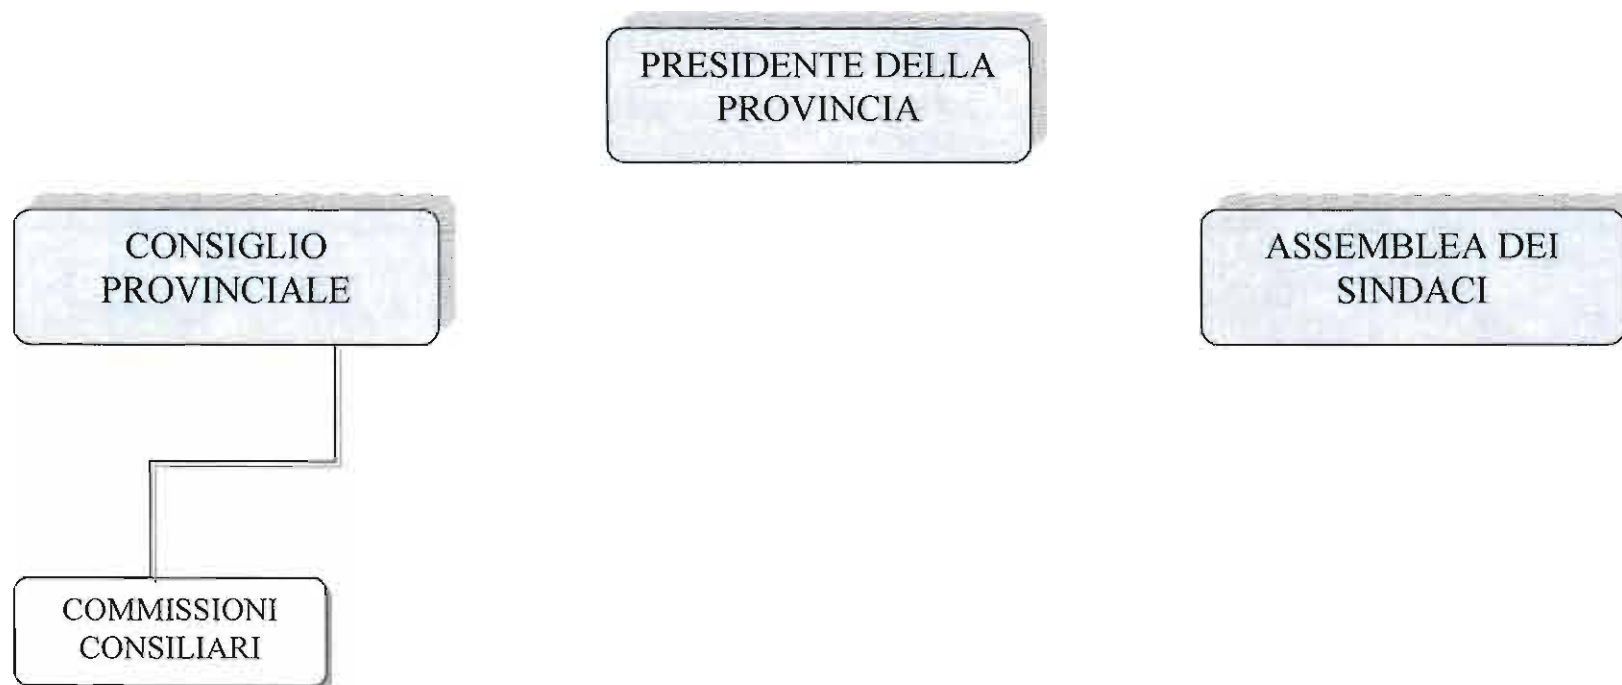 PRESIDENTE DELLA
PROVINCIA
CONSIGLIO
PROVINCIALE
ASSEMBLEA DEI
SINDACI
COMMISSIONI
CONSILIARI